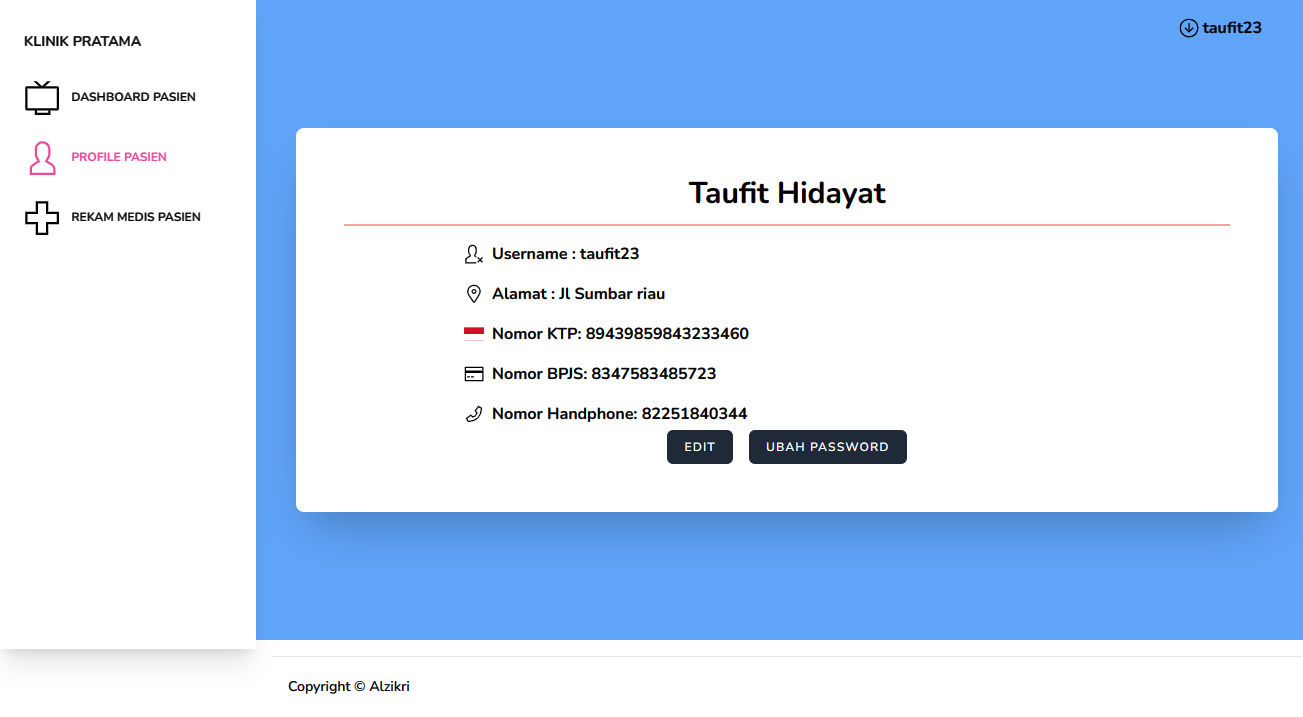 KLINIK PRATAMA
DASHBOARD PASIEN
PROFILE PASIEN
REKAM MEDIS PASIEN
taufit23
Taufit Hidayat
Username : taufit23
Alamat : Jl Sumbar riau
Nomor KTP: 89439859843233460
Nomor BPJS: 8347583485723
Nomor Handphone: 82251840344
EDIT
UBAH PASSWORD
Copyright © Alzikri